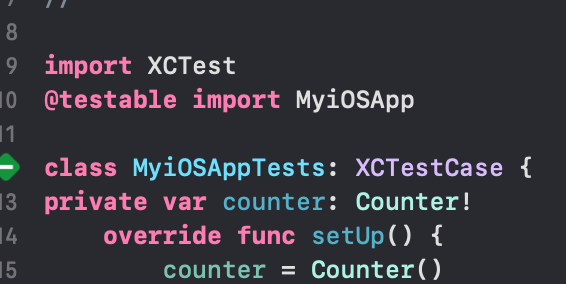 7 //
8
9 import XCTest
10 @testable import MyiOSApp
11
class MyiOSAppTests: XCTestCase {
13 private var counter: Counter!
14 override func setUp() {
15 counter = Counter()